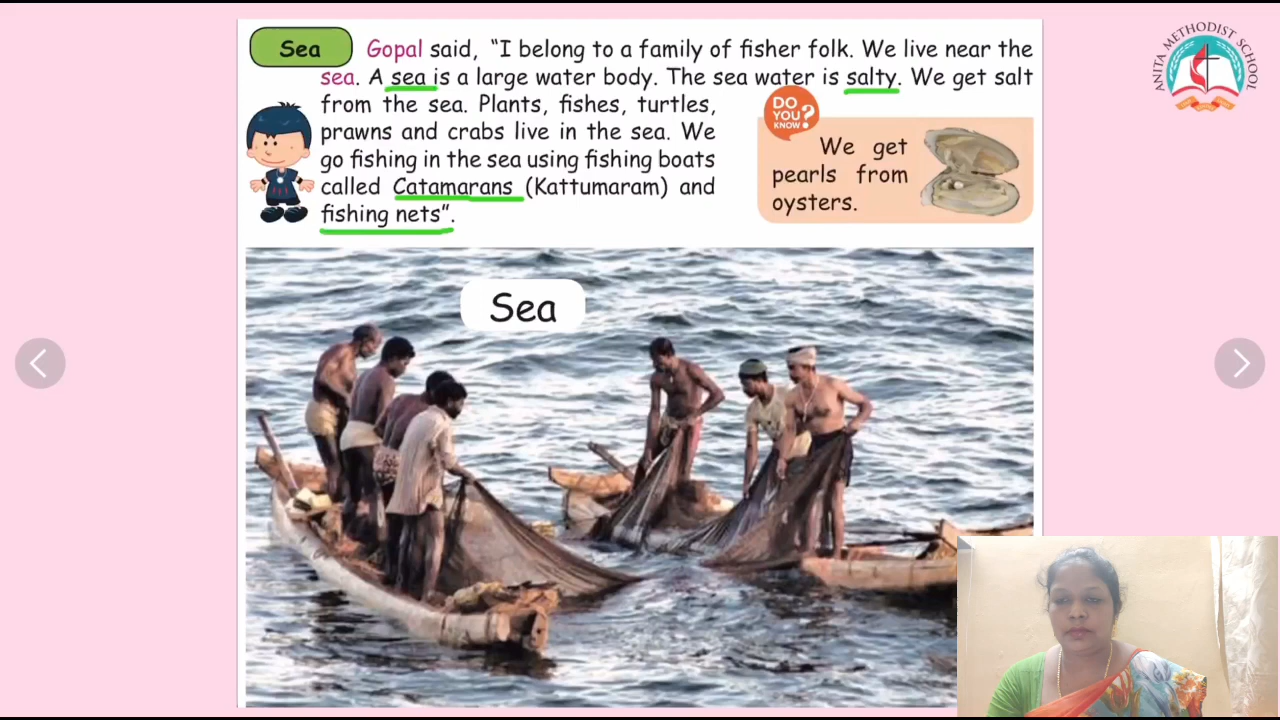 Sea
Gopal said, “I belong to a family of fisher folk. We live near the
sea. A sea is a large water body. The sea water is salty. We get salt
from the sea. Plants, fishes, turtles,
prawns and crabs live in the sea. We
go fishing in the sea using fishing boats
called Catamarans (Kattumaram) and
fishing nets”.
DO
YOU
KNOW?
We get
pearls from
oysters.
Sea
ANITA METHODIST SCHOOL